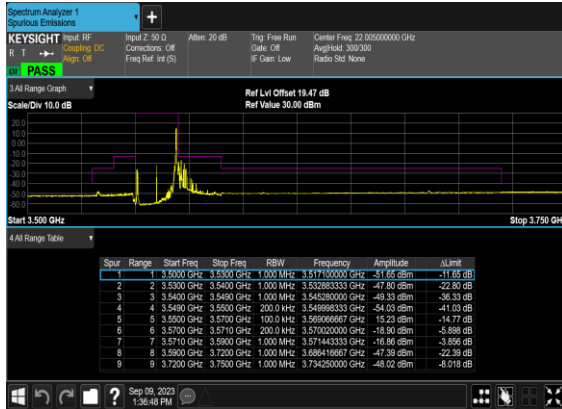 Spectrum Analyzer 1
Spurious Emissions
+
KEYSIGHT Input: RF Input Z: 50 Ω Atten: 20 dB Trig: Free Run Center Freq: 22.005000000 GHz
R T Coupling: DC Corrections: Off Gate: Off Avg|Hold: 300/300
Align: Off Freq Ref: Int (S) IF Gain: Low Radio Std: None
PASS
3 All Range Graph
Ref Lvl Offset 19.47 dB
Scale/Div 10.0 dB Ref Value 30.00 dBm
20.0
10.0
0.00
-10.0
-20.0
-30.0
-40.0
-50.0
-60.0
Start 3.500 GHz Stop 3.750 GHz
4 All Range Table
Spur Range Start Freq Stop Freq RBW Frequency Amplitude ΔLimit
1 1 3.5000 GHz 3.5300 GHz 1.000 MHz 3.517100000 GHz -51.65 dBm -11.65 dB
2 2 3.5300 GHz 3.5400 GHz 1.000 MHz 3.532883333 GHz -47.80 dBm -22.80 dB
3 3 3.5400 GHz 3.5490 GHz 1.000 MHz 3.545280000 GHz -49.33 dBm -36.33 dB
4 4 3.5490 GHz 3.5500 GHz 200.0 kHz 3.549998333 GHz -54.03 dBm -41.03 dB
5 5 3.5500 GHz 3.5700 GHz 100.0 kHz 3.569066667 GHz 15.23 dBm -14.77 dB
6 6 3.5700 GHz 3.5710 GHz 200.0 kHz 3.570020000 GHz -18.90 dBm -5.898 dB
7 7 3.5710 GHz 3.5900 GHz 1.000 MHz 3.571443333 GHz -16.86 dBm -3.856 dB
8 8 3.5900 GHz 3.7200 GHz 1.000 MHz 3.686416667 GHz -47.39 dBm -22.39 dB
9 9 3.7200 GHz 3.7500 GHz 1.000 MHz 3.734250000 GHz -48.02 dBm -8.018 dB
? Sep 09, 2023
1:36:48 PM